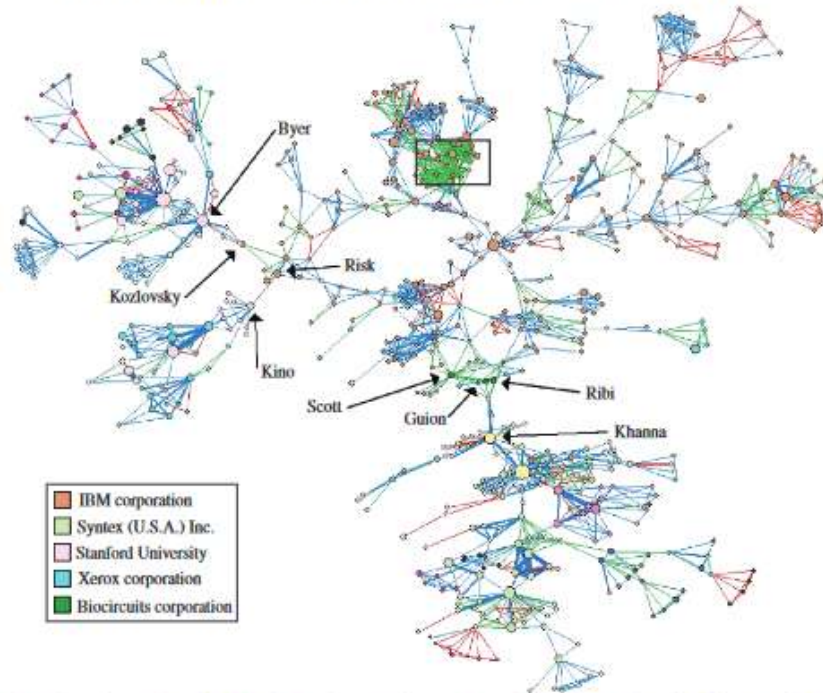 Byer
Risk
Kozlovsky
Kino
Scott
Guion
Ribi
Khanna
IBM corporation
Syntex (U.S.A.) Inc.
Stanford University
Xerox corporation
Biocircuits corporation